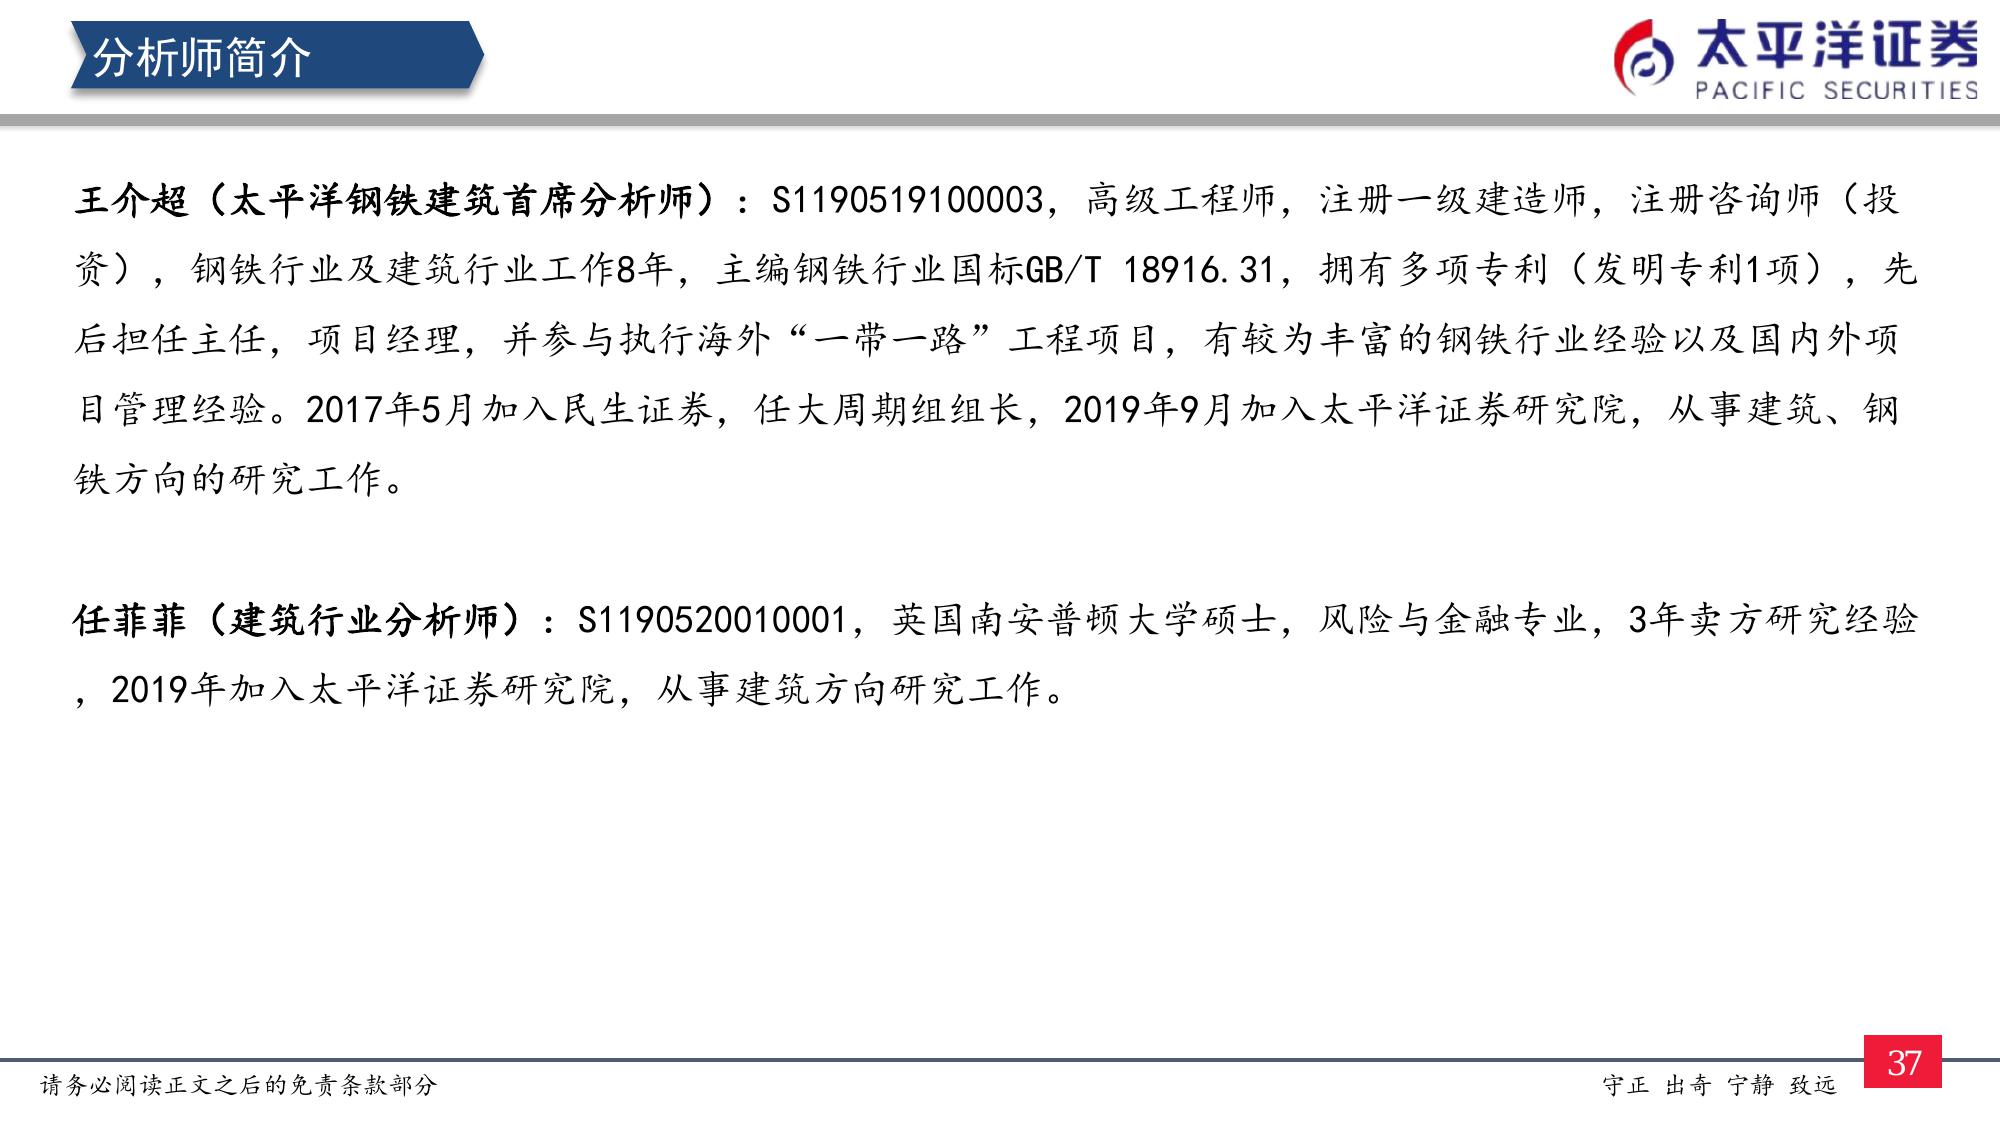 分析师简介
太平洋证券
PACIFIC SECURITIES
王介超（太平洋钢铁建筑首席分析师）：S1190519100003，高级工程师，注册一级建造师，注册咨询师（投
资），钢铁行业及建筑行业工作8年，主编钢铁行业国标GB/T 18916.31，拥有多项专利（发明专利1项），先
后担任主任，项目经理，并参与执行海外“一带一路”工程项目，有较为丰富的钢铁行业经验以及国内外项
目管理经验。2017年5月加入民生证券，任大周期组组长，2019年9月加入太平洋证券研究院，从事建筑、钢
铁方向的研究工作。
任菲菲（建筑行业分析师）：S1190520010001，英国南安普顿大学硕士，风险与金融专业，3年卖方研究经验
，2019年加入太平洋证券研究院，从事建筑方向研究工作。
请务必阅读正文之后的免责条款部分
守正 出奇 宁静 致远
37